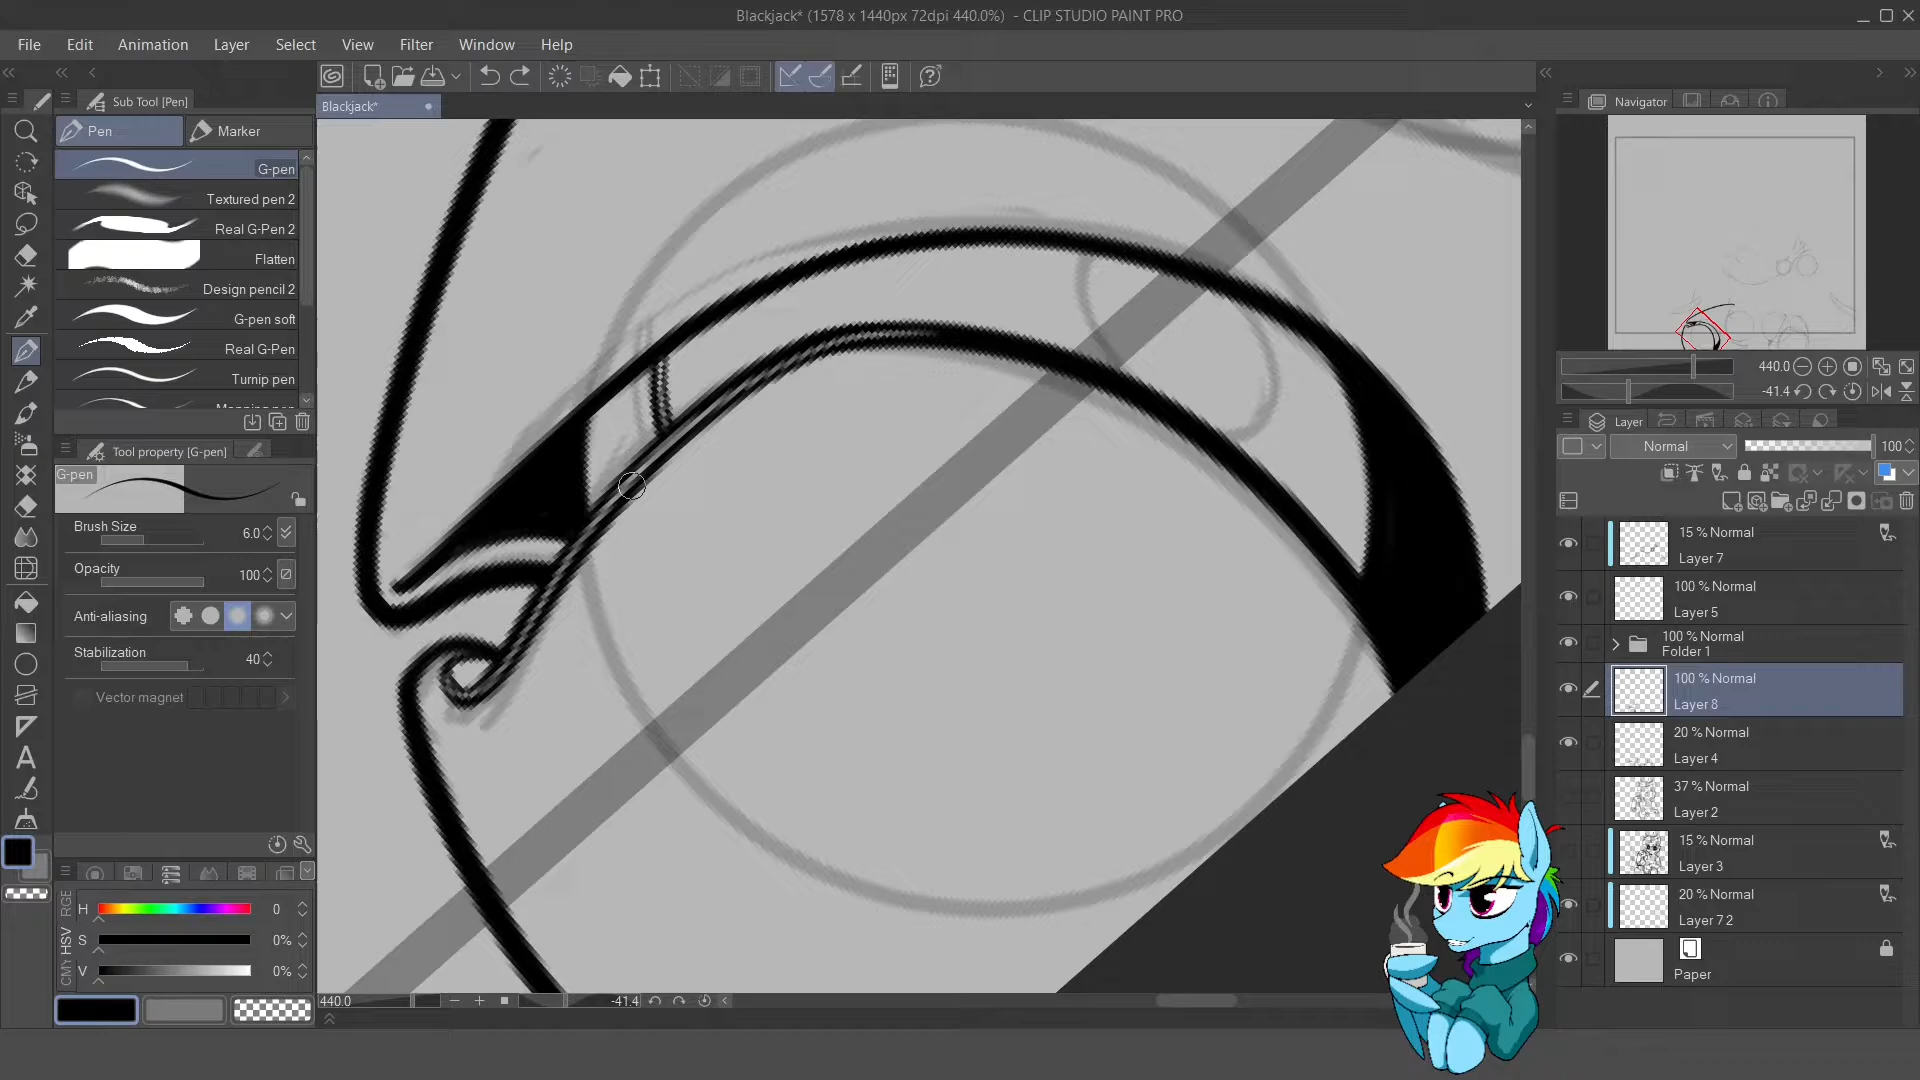 Blackjack* (1578 x 1440px 72dpi 440.0%) - CLIP STUDIO PAINT PRO
File Edit Animation Layer Select View Filter Window Help
Sub Tool [Pen]
Pen Marker
G-pen
Textured pen 2
Real G-Pen 2
Flatten
Design pencil 2
G-pen soft
Real G-Pen
Turnip pen
Tool property [G-pen]
G-pen
Brush Size 6.0
Opacity 100
Anti-aliasing
Stabilization 40
Vector magnet
RGB
HSV
CMY
H 0
S 0%
V 0%
Blackjack*
440.0 -41.4
Navigator
440.0
-41.4
Layer
Normal 100
15 % Normal
Layer 7
100 % Normal
Layer 5
100 % Normal
Folder 1
100 % Normal
Layer 8
20 % Normal
Layer 4
37 % Normal
Layer 2
15 % Normal
Layer 3
20 % Normal
Layer 7 2
Paper